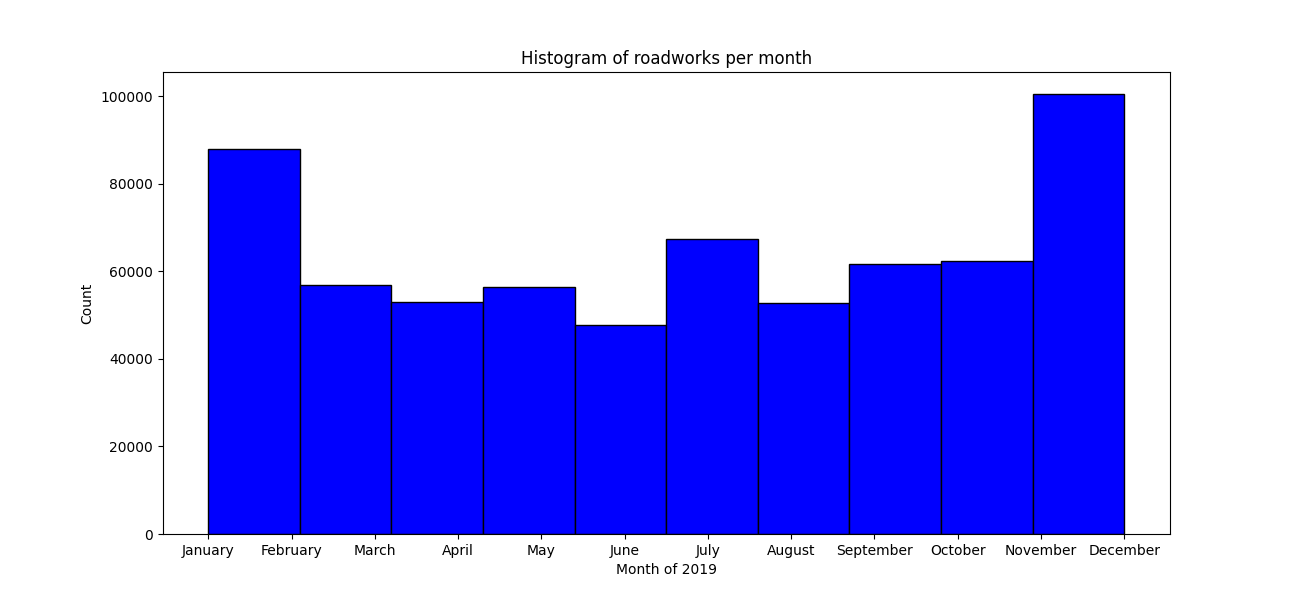 Histogram of roadworks per month
100000
80000
60000
40000
20000
0
Count
January February March April May June July August September October November December
Month of 2019